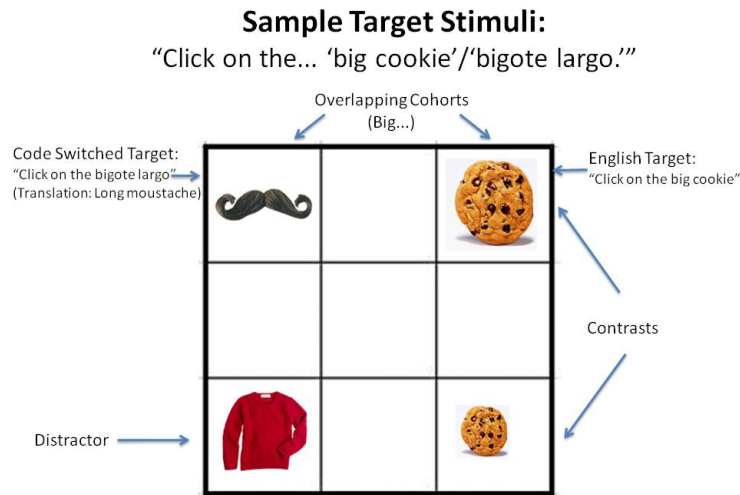 Sample Target Stimuli:
“Click on the... ‘big cookie’/‘bigote largo.’”
Overlapping Cohorts
(Big...)
Code Switched Target:
“Click on the bigote largo”
(Translation: Long moustache)
English Target:
“Click on the big cookie”
Contrasts
Distractor